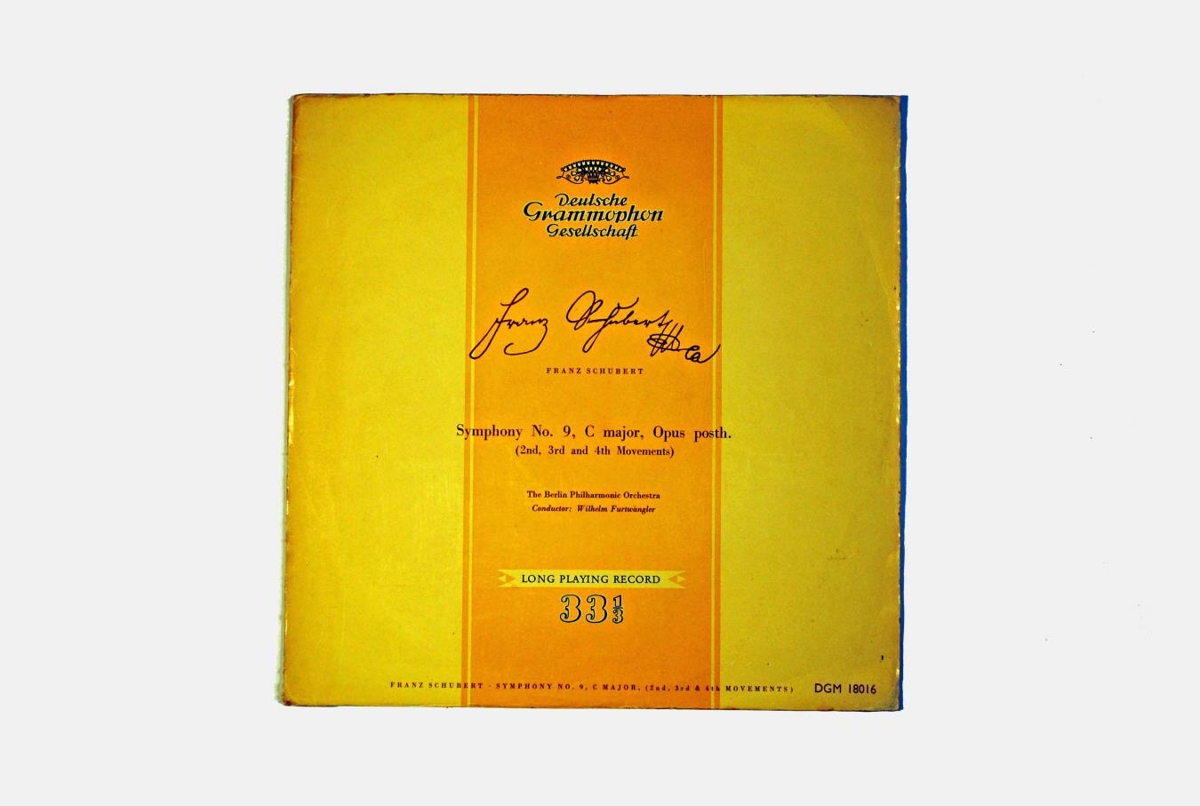 Deutsche
Grammophon
Gesellschaft
Franz Schubert
FRANZ SCHUBERT
Symphony No. 9, C major, Opus posth.
(2nd, 3rd and 4th Movements)
The Berlin Philharmonic Orchestra
Conductor: Wilhelm Furtwängler
LONG PLAYING RECORD
33 1/3
FRANZ SCHUBERT - SYMPHONY NO. 9, C MAJOR, (2nd, 3rd & 4th MOVEMENTS) DGM 18016